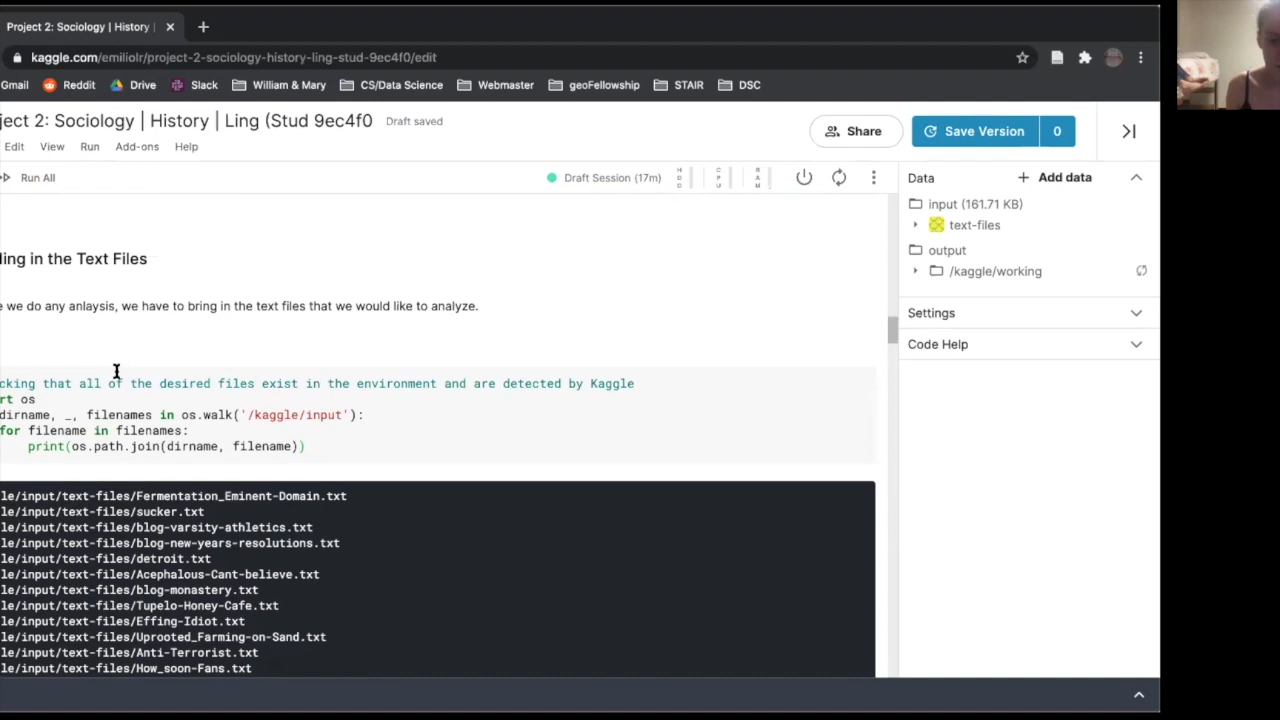 Project 2: Sociology | History |
kaggle.com/emiliolr/project-2-sociology-history-ling-stud-9ec4f0/edit
Gmail Reddit Drive Slack William & Mary CS/Data Science Webmaster geoFellowship STAIR DSC
ject 2: Sociology | History | Ling (Stud 9ec4f0 Draft saved
Share Save Version 0
Edit View Run Add-ons Help
Run All Draft Session (17m) HDD CPU RAM
Data + Add data
input (161.71 KB)
text-files
output
/kaggle/working
Settings
Code Help
ling in the Text Files
e we do any anlaysis, we have to bring in the text files that we would like to analyze.
cking that all of the desired files exist in the environment and are detected by Kaggle
rt os
dirname, _, filenames in os.walk('/kaggle/input'):
for filename in filenames:
print(os.path.join(dirname, filename))
le/input/text-files/Fermentation_Eminent-Domain.txt
le/input/text-files/sucker.txt
le/input/text-files/blog-varsity-athletics.txt
le/input/text-files/blog-new-years-resolutions.txt
le/input/text-files/detroit.txt
le/input/text-files/Acephalous-Cant-believe.txt
le/input/text-files/blog-monastery.txt
le/input/text-files/Tupelo-Honey-Cafe.txt
le/input/text-files/Effing-Idiot.txt
le/input/text-files/Uprooted_Farming-on-Sand.txt
le/input/text-files/Anti-Terrorist.txt
le/input/text-files/How_soon-Fans.txt